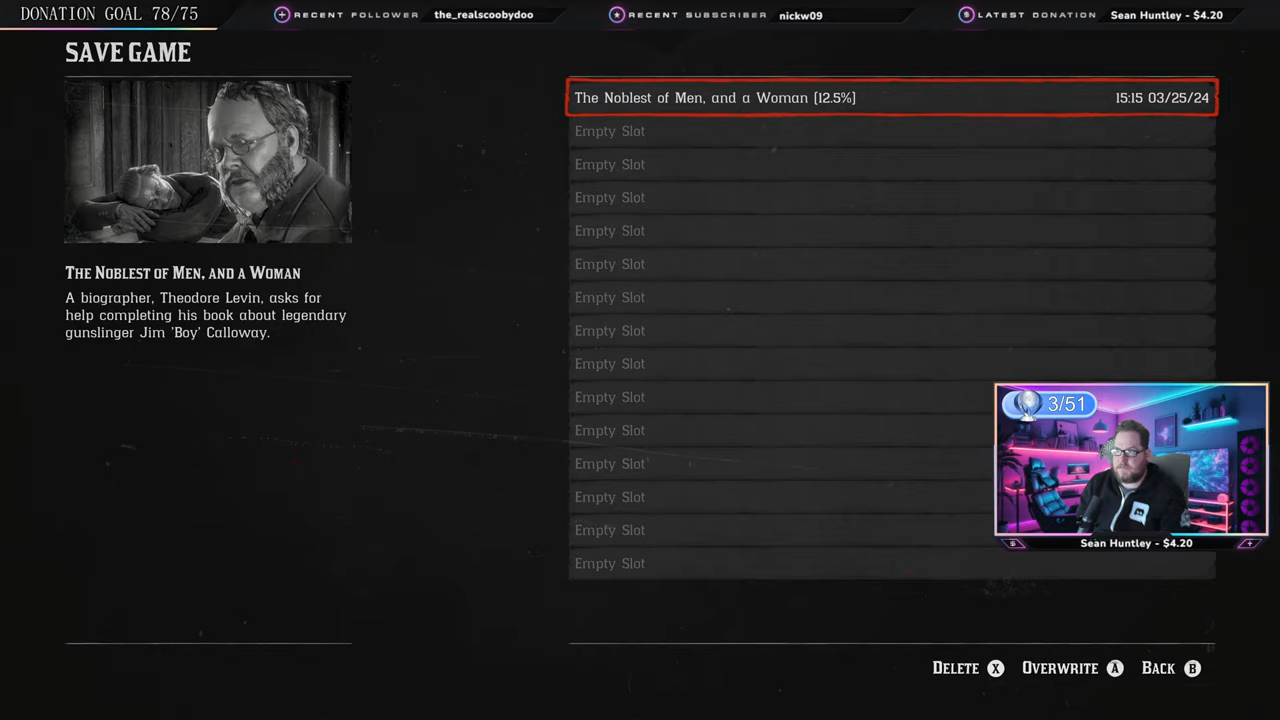 DONATION GOAL 78/75
RECENT FOLLOWER the_realscoobydoo
RECENT SUBSCRIBER nickw09
LATEST DONATION Sean Huntley - $4.20
SAVE GAME
THE NOBLEST OF MEN, AND A WOMAN
A biographer, Theodore Levin, asks for
help completing his book about legendary
gunslinger Jim 'Boy' Calloway.
The Noblest of Men, and a Woman [12.5%] 15:15 03/25/24
Empty Slot
Empty Slot
Empty Slot
Empty Slot
Empty Slot
Empty Slot
Empty Slot
Empty Slot
Empty Slot
Empty Slot
Empty Slot
Empty Slot
Empty Slot
Empty Slot
3/51
Sean Huntley - $4.20
DELETE X OVERWRITE A BACK B